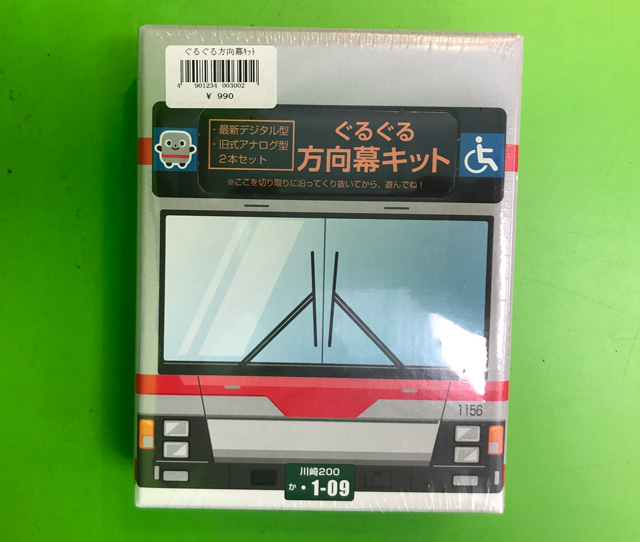 ぐるぐる方向幕ｷｯﾄ
4 901234 003002
¥ 990
・最新デジタル型
・旧式アナログ型
２本セット
ぐるぐる
方向幕キット
※ここを切り取りに沿ってくり抜いてから、遊んでね！
1156
川崎200
か・1-09